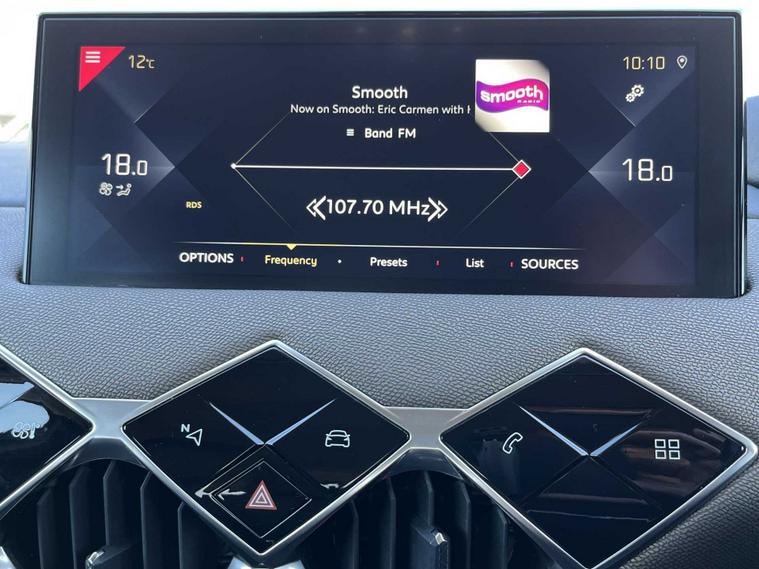 12°C
10:10
Smooth
Now on Smooth: Eric Carmen with
smooth
RADIO
Band FM
18.0
18.0
RDS
107.70 MHz
OPTIONS
Frequency
Presets
List
SOURCES
N